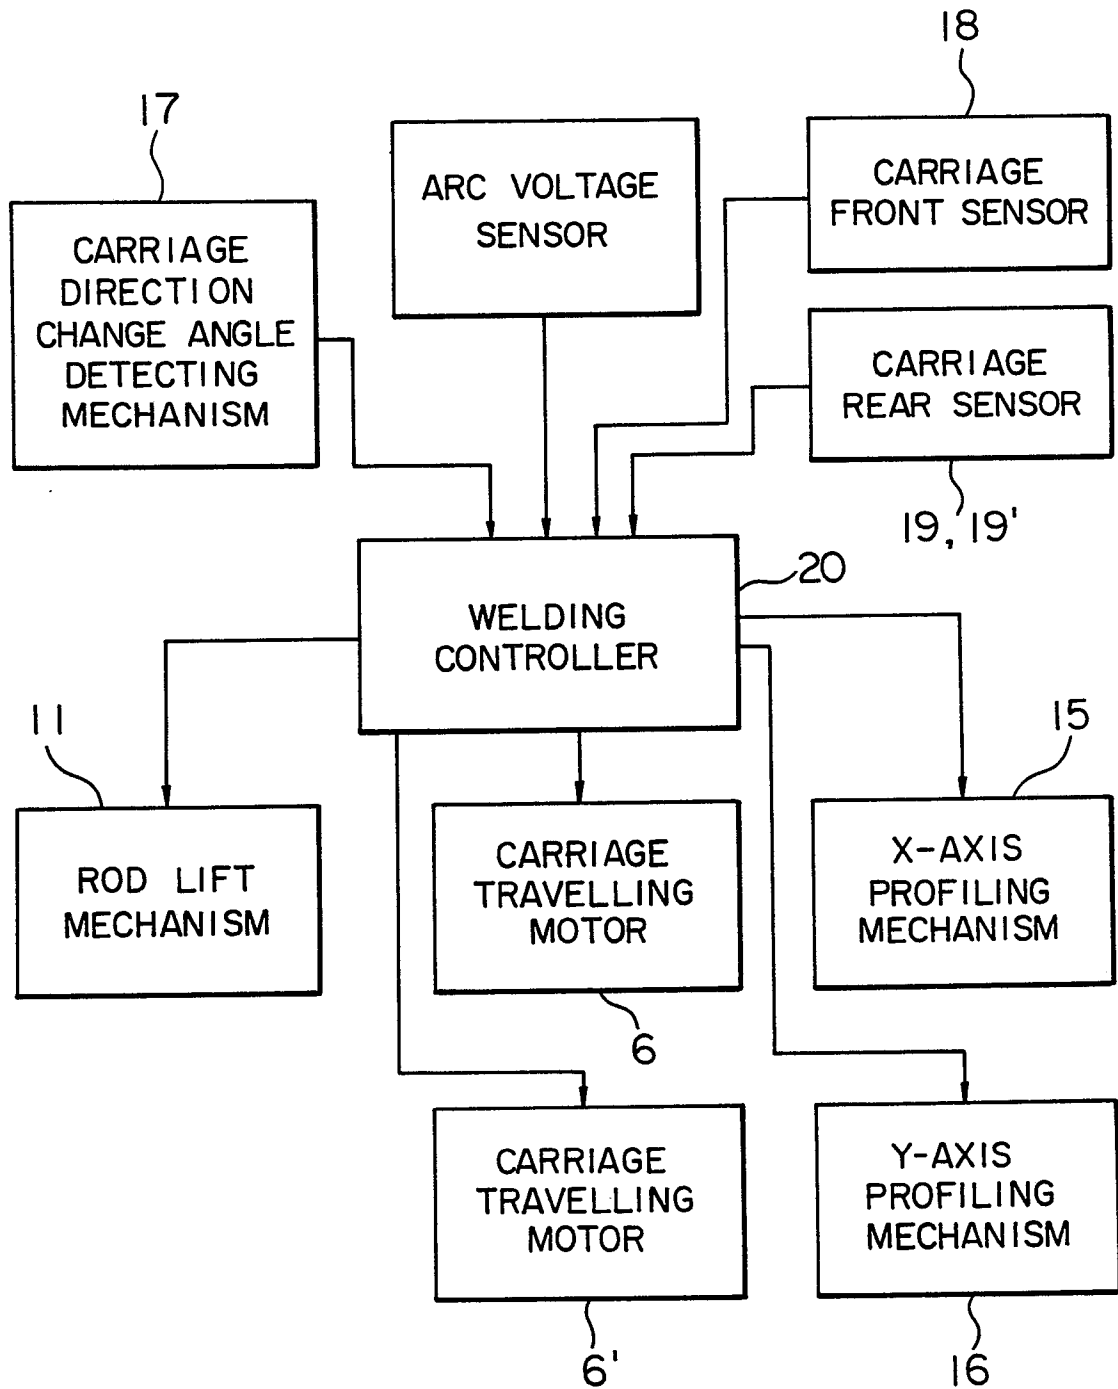 18
17
ARC VOLTAGE
SENSOR
CARRIAGE
FRONT SENSOR
CARRIAGE
DIRECTION
CHANGE ANGLE
DETECTING
MECHANISM
CARRIAGE
REAR SENSOR
19, 19'
20
WELDING
CONTROLLER
11
15
ROD LIFT
MECHANISM
CARRIAGE
TRAVELLING
MOTOR
X-AXIS
PROFILING
MECHANISM
6
CARRIAGE
TRAVELLING
MOTOR
Y-AXIS
PROFILING
MECHANISM
6'
16